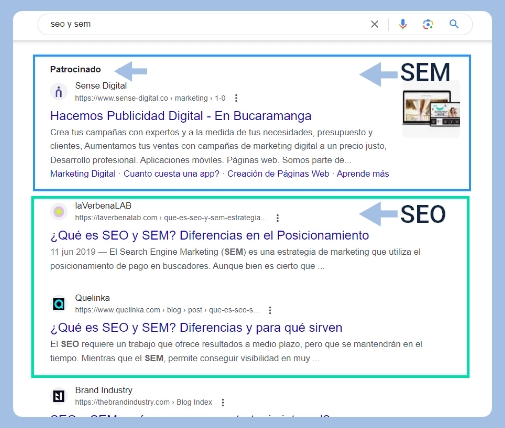 seo y sem
Patrocinado
SEM
Sense Digital
https://www.sense-digital.co › marketing › 1-0
Hacemos Publicidad Digital - En Bucaramanga
Crea tus campañas con expertos y a la medida de tus necesidades, presupuesto y
clientes, Aumentamos tus ventas con campañas de marketing digital a un precio justo,
Desarrollo profesional. Aplicaciones móviles. Páginas web. Somos parte de...
Marketing Digital · Cuanto cuesta una app? · Creación de Páginas Web · Aprende más
laVerbenaLAB
SEO
https://laverbenalab.com › que-es-seo-y-sem-estrategia...
¿Qué es SEO y SEM? Diferencias en el Posicionamiento
11 jun 2019 — El Search Engine Marketing (SEM) es una estrategia de marketing que utiliza el
posicionamiento de pago en buscadores. Aunque bien es cierto que ...
Quelinka
https://www.quelinka.com › blog › post › que-es-seo-s...
¿Qué es SEO y SEM? Diferencias y para qué sirven
El SEO requiere un trabajo que ofrece resultados a medio plazo, pero que se mantendrán en el
tiempo. Mientras que el SEM, permite conseguir visibilidad en muy ...
Brand Industry
https://thebrandindustry.com › Blog Index